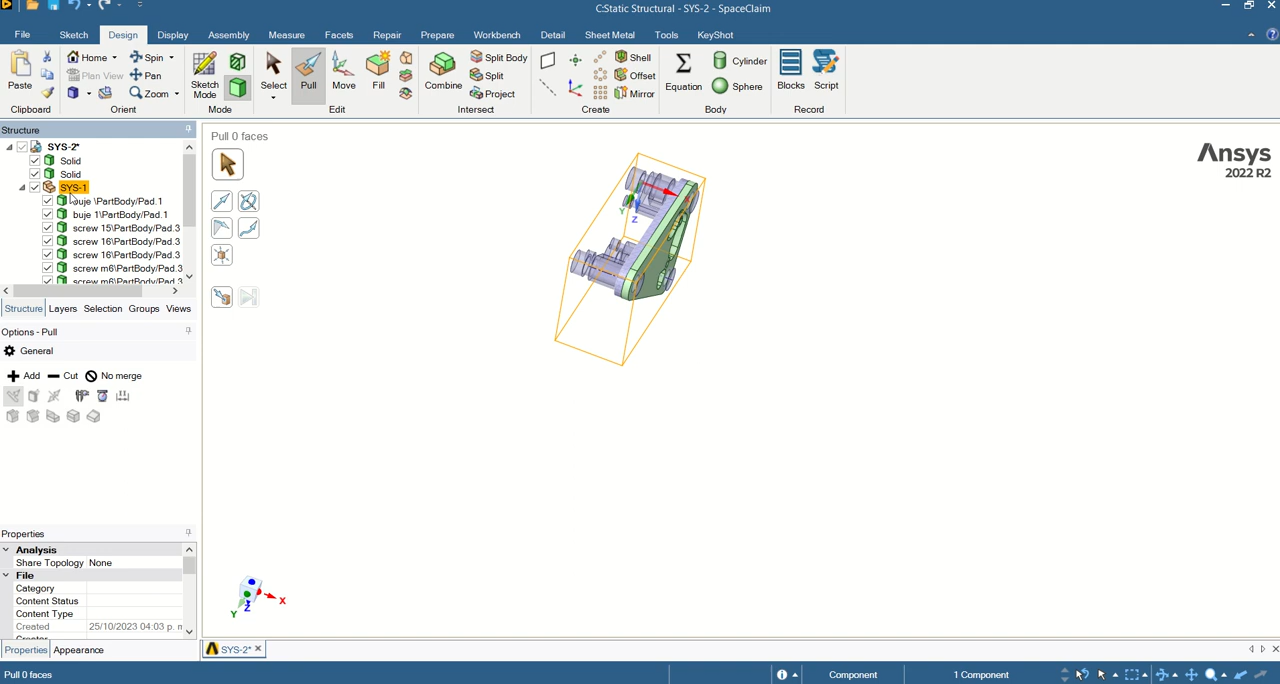 C:Static Structural - SYS-2 - SpaceClaim
File Sketch Design Display Assembly Measure Facets Repair Prepare Workbench Detail Sheet Metal Tools KeyShot
Home Spin Split Body Shell Cylinder
Plan View Pan Split Offset
Zoom Project Mirror Sphere
Paste Sketch Mode Select Pull Move Fill Combine Equation Blocks Script
Clipboard Orient Mode Edit Intersect Create Body Record
Structure
SYS-2*
Solid
Solid
SYS-1
buje \PartBody/Pad.1
buje 1\PartBody/Pad.1
screw 15\PartBody/Pad.3
screw 16\PartBody/Pad.3
screw 16\PartBody/Pad.3
screw m6\PartBody/Pad.3
screw m6\PartBody/Pad.3
Structure Layers Selection Groups Views
Options - Pull
General
Add Cut No merge
Properties
Analysis
Share Topology None
File
Category
Content Status
Content Type
Created 25/10/2023 04:03 p. m
Creator
Properties Appearance
Pull 0 faces
Ansys
2022 R2
Y
Z
X
Y
Z
SYS-2*
Pull 0 faces Component 1 Component